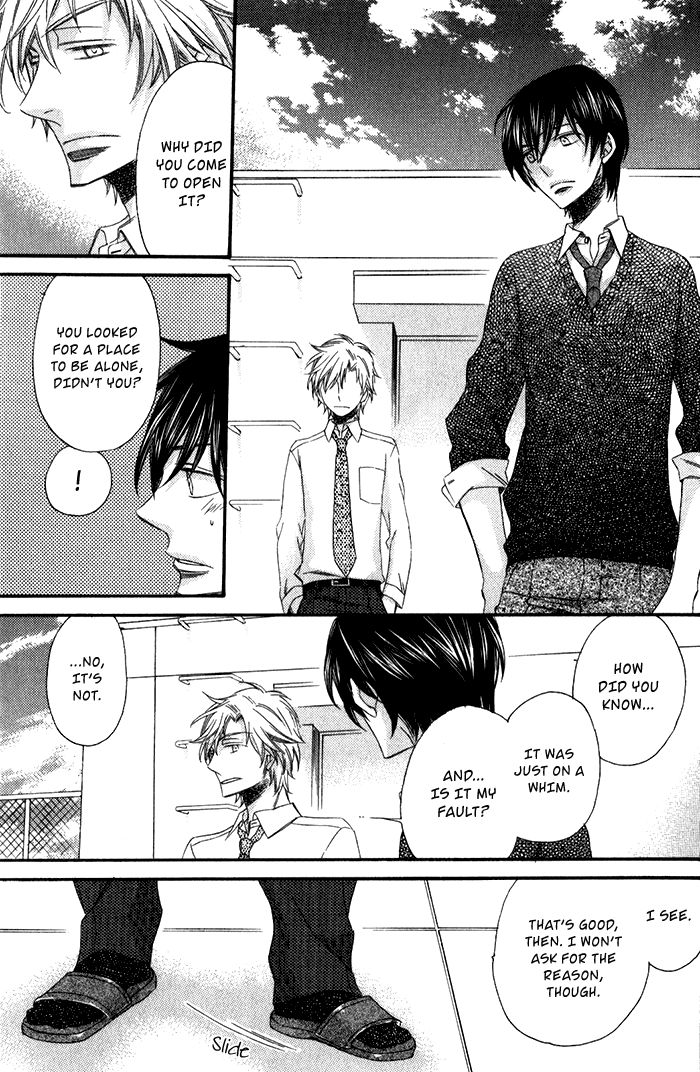 WHY DID
YOU COME
TO OPEN
IT?
YOU LOOKED
FOR A PLACE
TO BE ALONE,
DIDN'T YOU?
!
HOW
DID YOU
KNOW...
IT WAS
JUST ON A
WHIM.
AND...
IS IT MY
FAULT?
...NO,
IT'S
NOT.
I SEE.
THAT'S GOOD,
THEN. I WON'T
ASK FOR THE
REASON,
THOUGH.
Slide